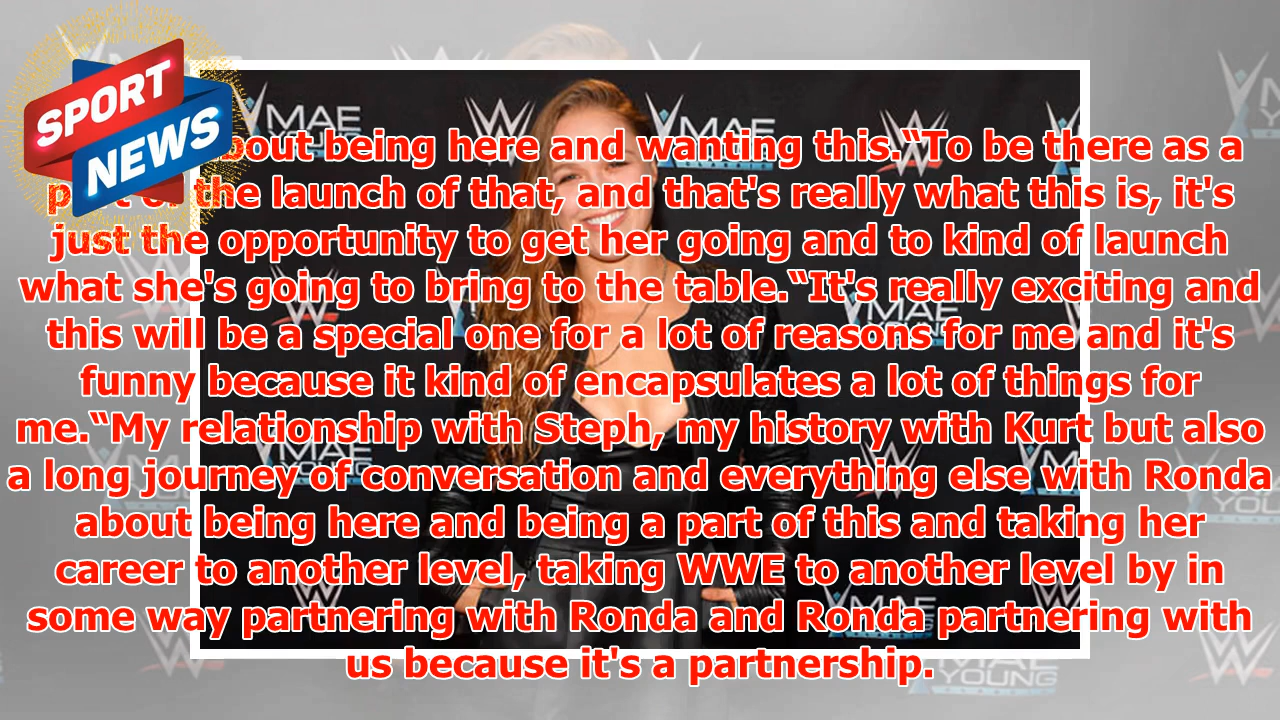 SPORT
NEWS
about being here and wanting this.“To be there as a
part of the launch of that, and that's really what this is, it's
just the opportunity to get her going and to kind of launch
what she's going to bring to the table.“It's really exciting and
this will be a special one for a lot of reasons for me and it's
funny because it kind of encapsulates a lot of things for
me.“My relationship with Steph, my history with Kurt but also
a long journey of conversation and everything else with Ronda
about being here and being a part of this and taking her
career to another level, taking WWE to another level by in
some way partnering with Ronda and Ronda partnering with
us because it's a partnership.
MAE
YOUNG
CLASSIC